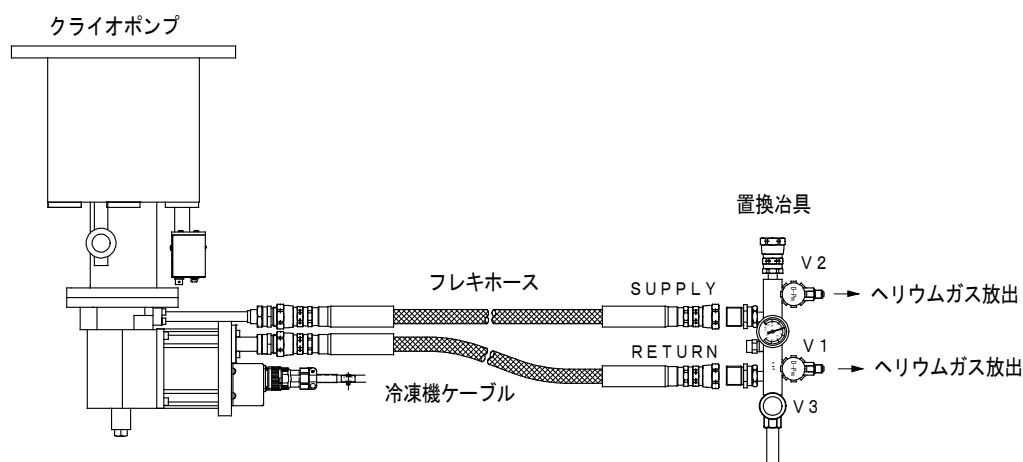 クライオポンプ
置換冶具
V2
フレキホース
SUPPLY
ヘリウムガス放出
V1
RETURN
ヘリウムガス放出
冷凍機ケーブル
V3